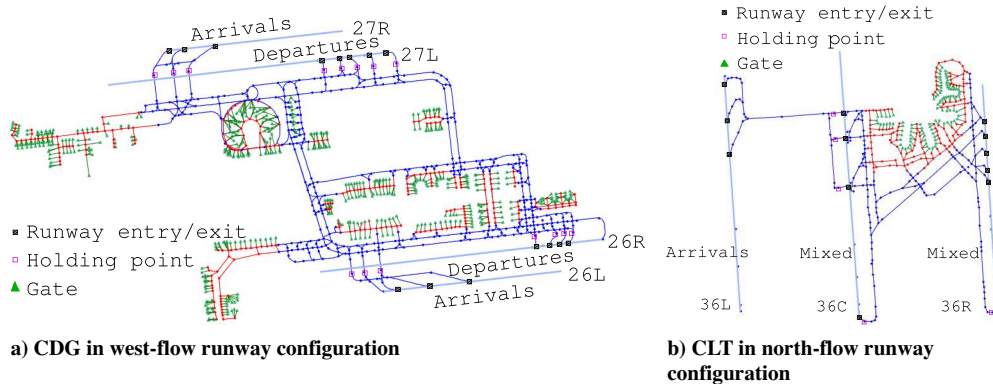 Arrivals
27R
Departures
27L
Runway entry/exit
Holding point
Gate
26R
Departures
26L
Arrivals
a) CDG in west-flow runway configuration
Runway entry/exit
Holding point
Gate
Arrivals
Mixed
Mixed
36L
36C
36R
b) CLT in north-flow runway
configuration